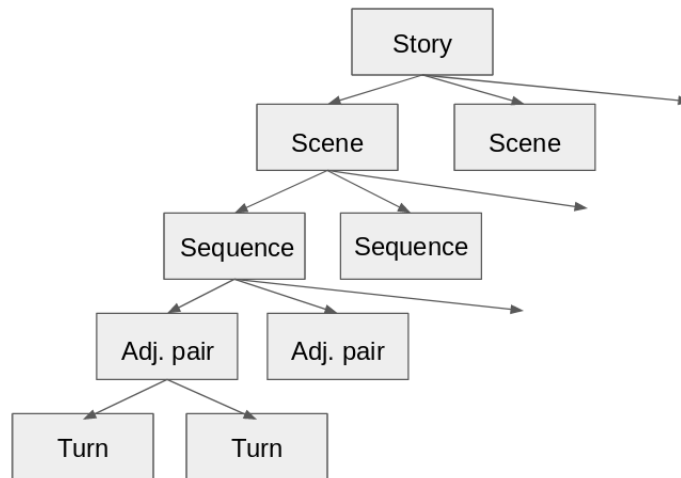 Story
Scene
Scene
Sequence
Sequence
Adj. pair
Adj. pair
Turn
Turn